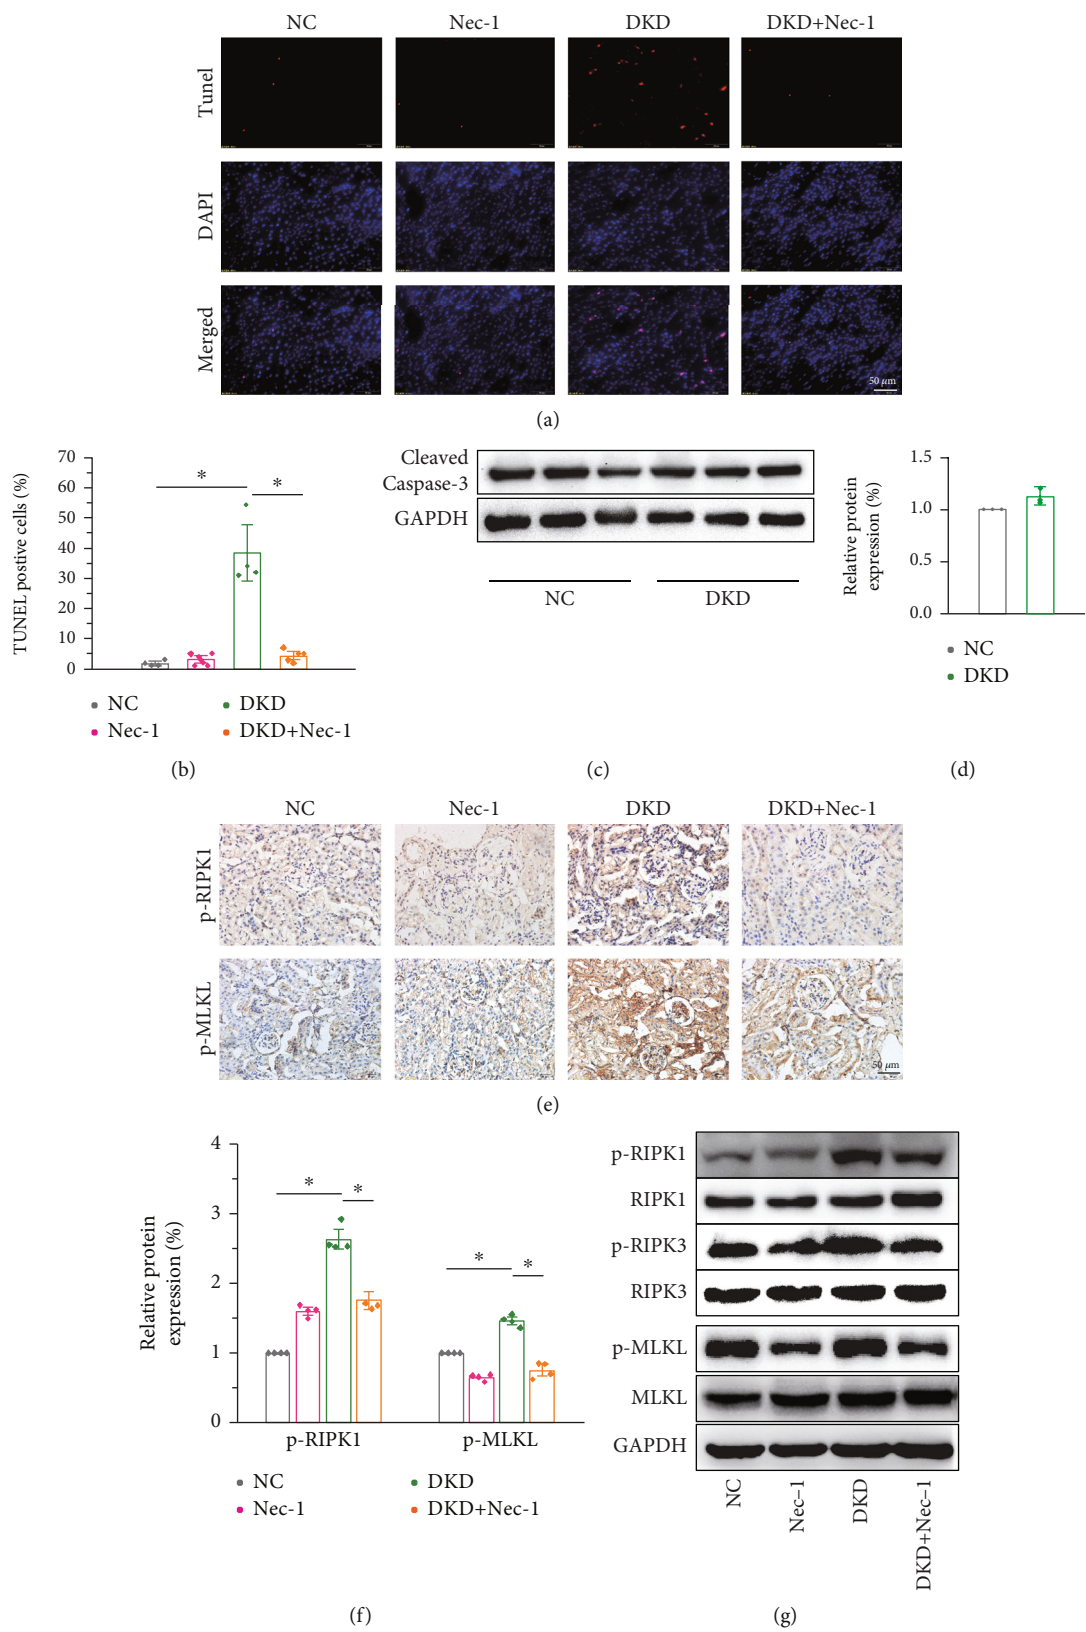 NC Nec-1 DKD DKD+Nec-1
Tunel
DAPI
Merged
50 µm
(a)
TUNEL postive cells (%)
70
60
50
40
30
20
10
0
*
*
NC
DKD
Nec-1
DKD+Nec-1
(b)
Cleaved
Caspase-3
GAPDH
NC DKD
(c)
Relative protein
expression (%)
1.5
1.0
0.5
0.0
NC
DKD
(d)
NC Nec-1 DKD DKD+Nec-1
p-RIPK1
p-MLKL
50 µm
(e)
Relative protein
expression (%)
4
3
2
1
0
* *
* *
p-RIPK1 p-MLKL
NC
DKD
Nec-1
DKD+Nec-1
(f)
p-RIPK1
RIPK1
p-RIPK3
RIPK3
p-MLKL
MLKL
GAPDH
NC
Nec–1
DKD
DKD+Nec–1
(g)